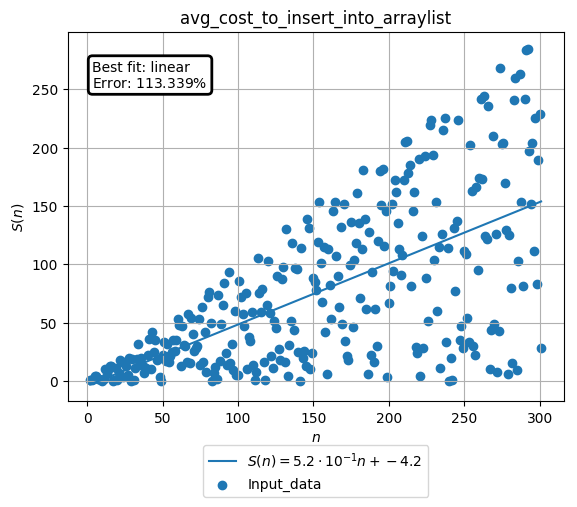 avg_cost_to_insert_into_arraylist
Best fit: linear
Error: 113.339%
250
200
150
100
50
0
S(n)
0 50 100 150 200 250 300
n
S(n) = 5.2 · 10⁻¹n + −4.2
Input_data